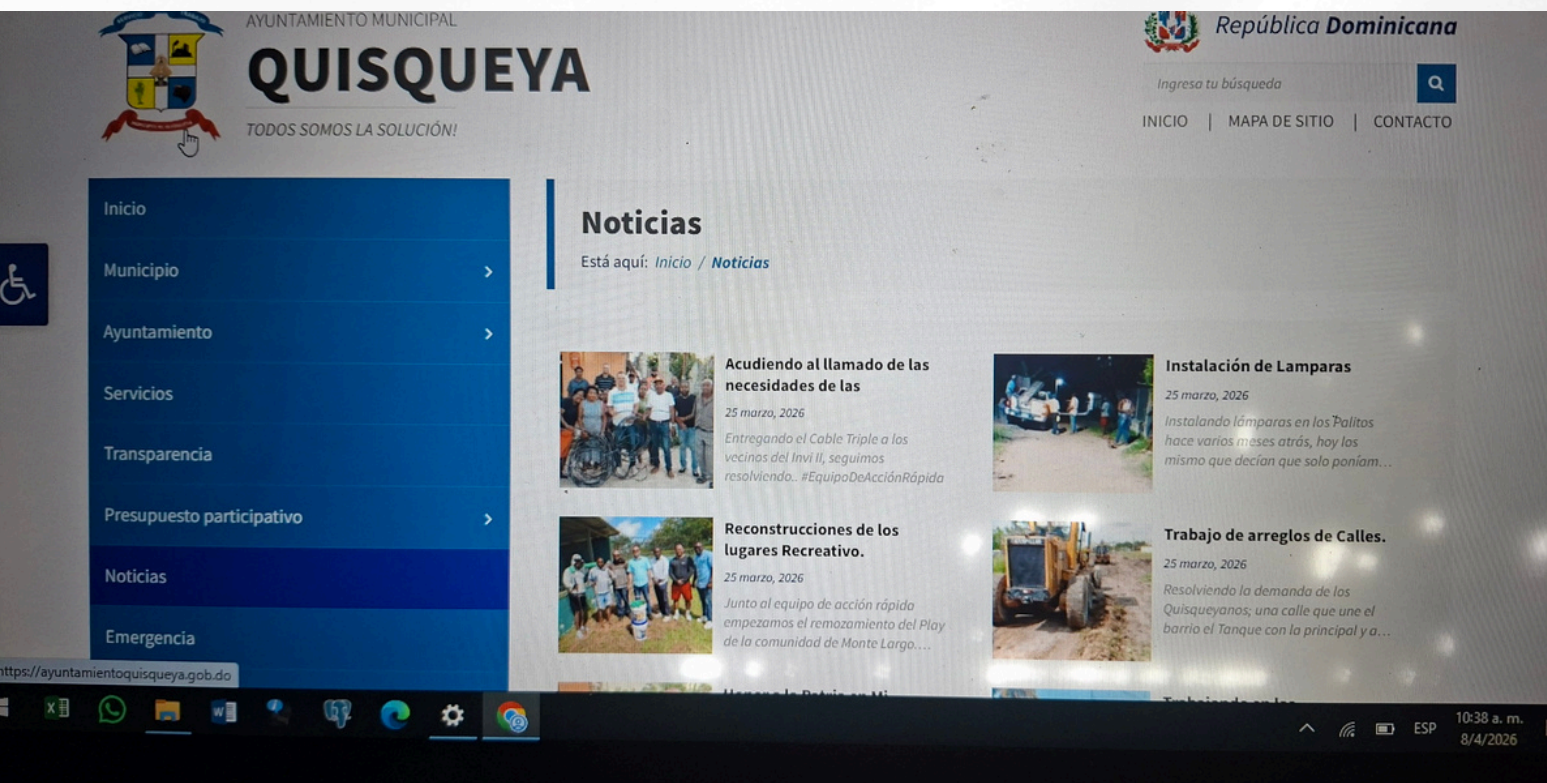 AYUNTAMIENTO MUNICIPAL
QUISQUEYA
TODOS SOMOS LA SOLUCIÓN!
República Dominicana
Ingresa tu búsqueda
INICIO | MAPA DE SITIO | CONTACTO
Inicio
Municipio
Ayuntamiento
Servicios
Transparencia
Presupuesto participativo
Noticias
Emergencia
Noticias
Está aquí: Inicio / Noticias
Acudiendo al llamado de las
necesidades de las
25 marzo, 2026
Entregando el Cable Triple a los
vecinos del Invi II, seguimos
resolviendo.. #EquipoDeAcciónRápida
Instalación de Lamparas
25 marzo, 2026
Instalando lámparas en los Palitos
hace varios meses atrás, hoy los
mismo que decían que solo poníam...
Reconstrucciones de los
lugares Recreativo.
25 marzo, 2026
Junto al equipo de acción rápida
empezamos el remozamiento del Play
de la comunidad de Monte Largo....
Trabajo de arreglos de Calles.
25 marzo, 2026
Resolviendo la demanda de los
Quisqueyanos; una calle que une el
barrio el Tanque con la principal y a...
https://ayuntamientoquisqueya.gob.do
ESP
10:38 a. m.
8/4/2026